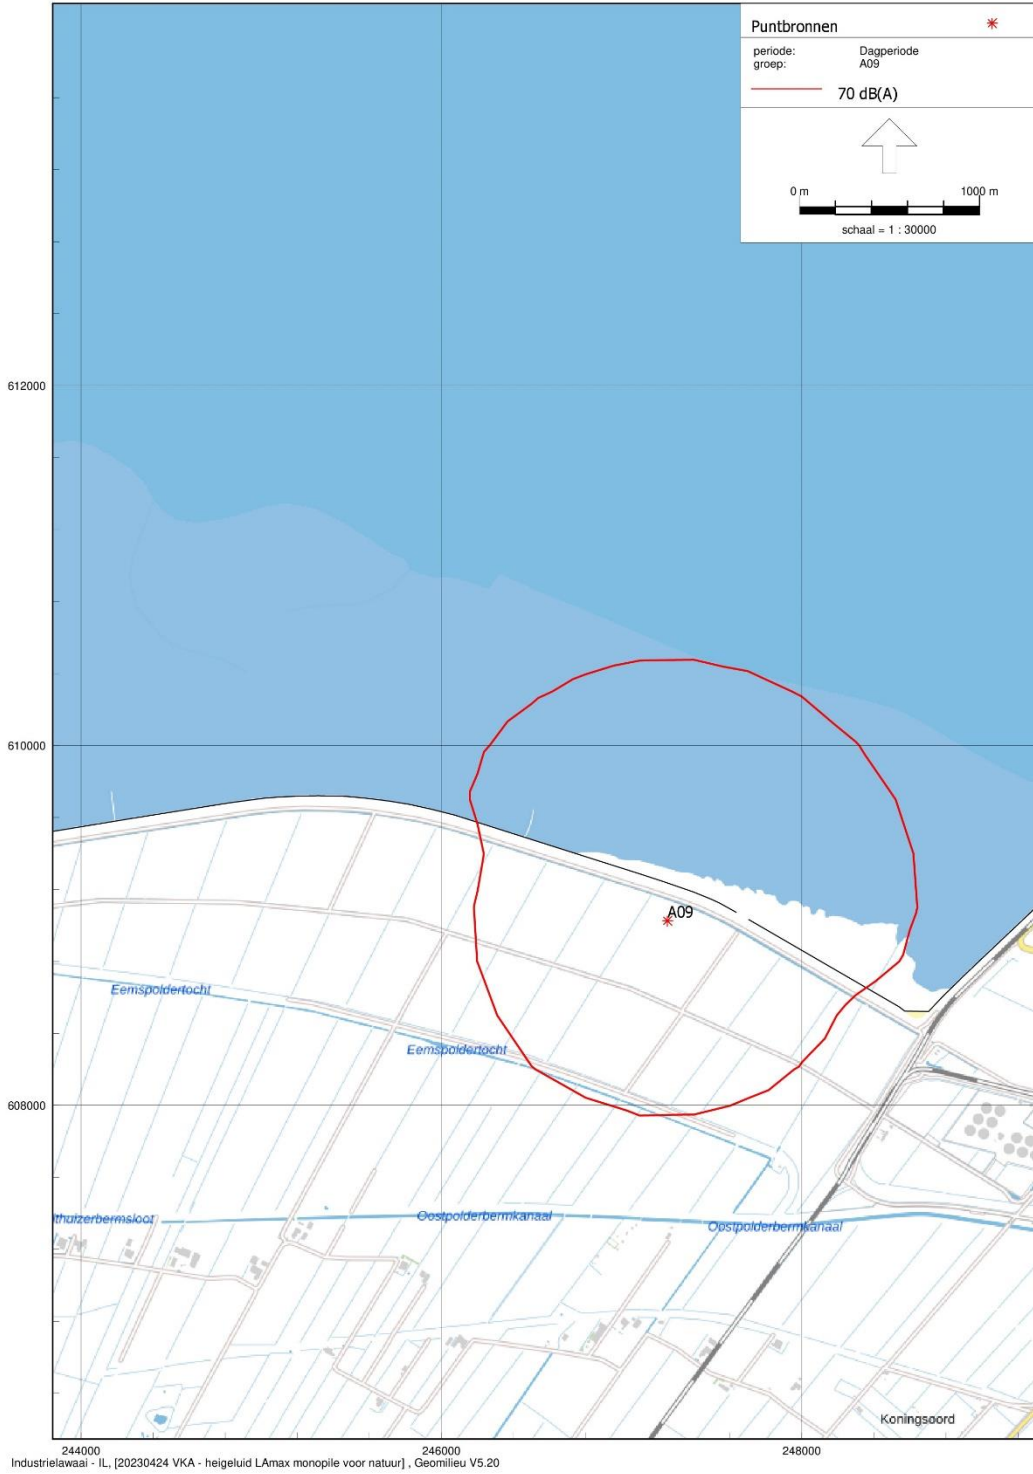 Puntbronnen
periode: Dagperiode
groep: A09
70 dB(A)
0 m 1000 m
schaal = 1 : 30000
612000
610000
A09
Eemspoldertocht
Eemspoldertocht
608000
Oostpolderbermkanaal
thuizerbermsloot
Oostpolderbermkanaal
Koningsoord
244000 246000 248000
Industrielawaai - IL, [20230424 VKA - heigeluid LAmax monopile voor natuur] , Geomilieu V5.20